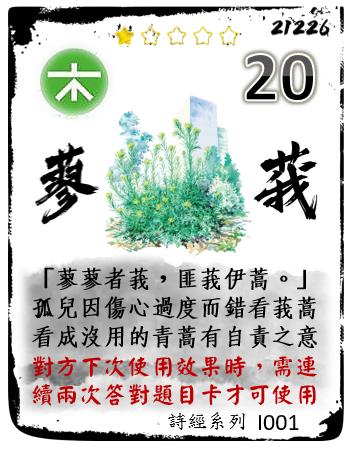 21226
木
20
蓼 莪
「蓼蓼者莪，匪莪伊蒿。」
孤兒因傷心過度而錯看莪蒿
看成沒用的青蒿有自責之意
對方下次使用效果時，需連
續兩次答對題目卡才可使用
詩經系列 I001